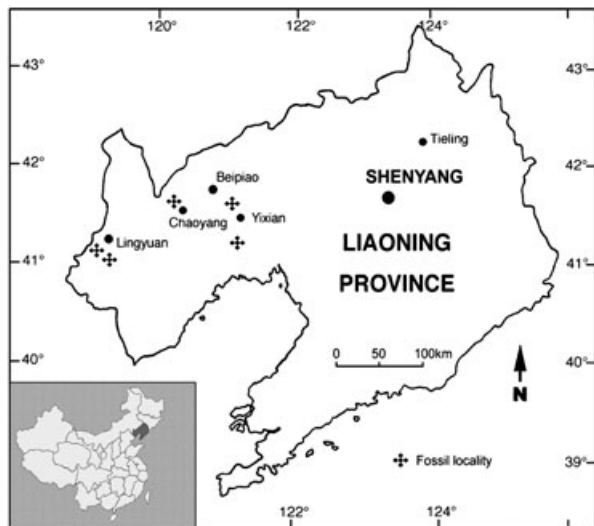 120°
122°
124°
43°
43°
Tieling
42°
42°
Beipiao
SHENYANG
Chaoyang
Yixian
Lingyuan
LIAONING
41°
41°
PROVINCE
40°
0 50 100km
40°
N
Fossil locality
39°
122°
124°